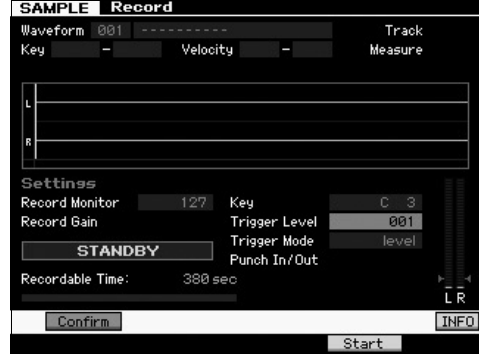 SAMPLE Record
Waveform 001 ---------- Track
Key - Velocity - Measure
L
R
Settings
Record Monitor 127 Key C 3
Record Gain Trigger Level 001
STANDBY Trigger Mode level
Punch In/Out
Recordable Time: 380 sec
L R
Confirm INFO
Start